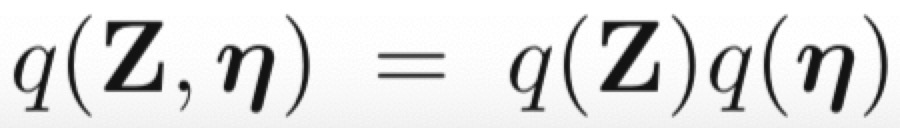 q(𝐙, 𝜼) = q(𝐙)q(𝜼)